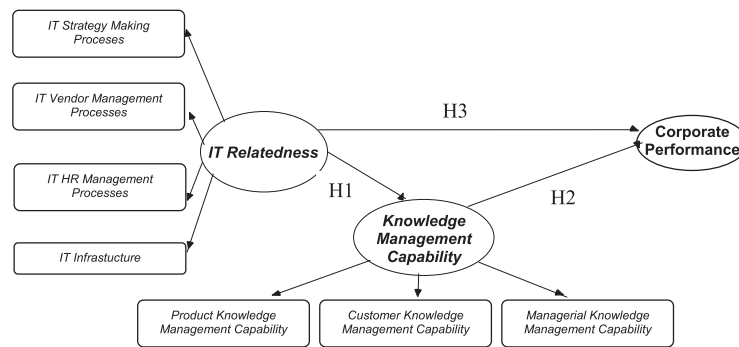 IT Strategy Making
Proceses
IT Vendor Management
Processes
IT HR Management
Processes
IT Infrastucture
IT Relatedness
H3
Corporate
Performance
H1
H2
Knowledge
Management
Capability
Product Knowledge
Management Capability
Customer Knowledge
Management Capability
Managerial Knowledge
Management Capability